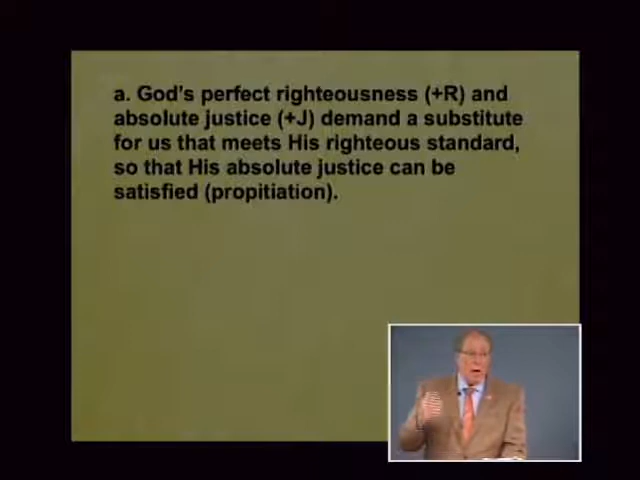 a. God's perfect righteousness (+R) and
absolute justice (+J) demand a substitute
for us that meets His righteous standard,
so that His absolute justice can be
satisfied (propitiation).